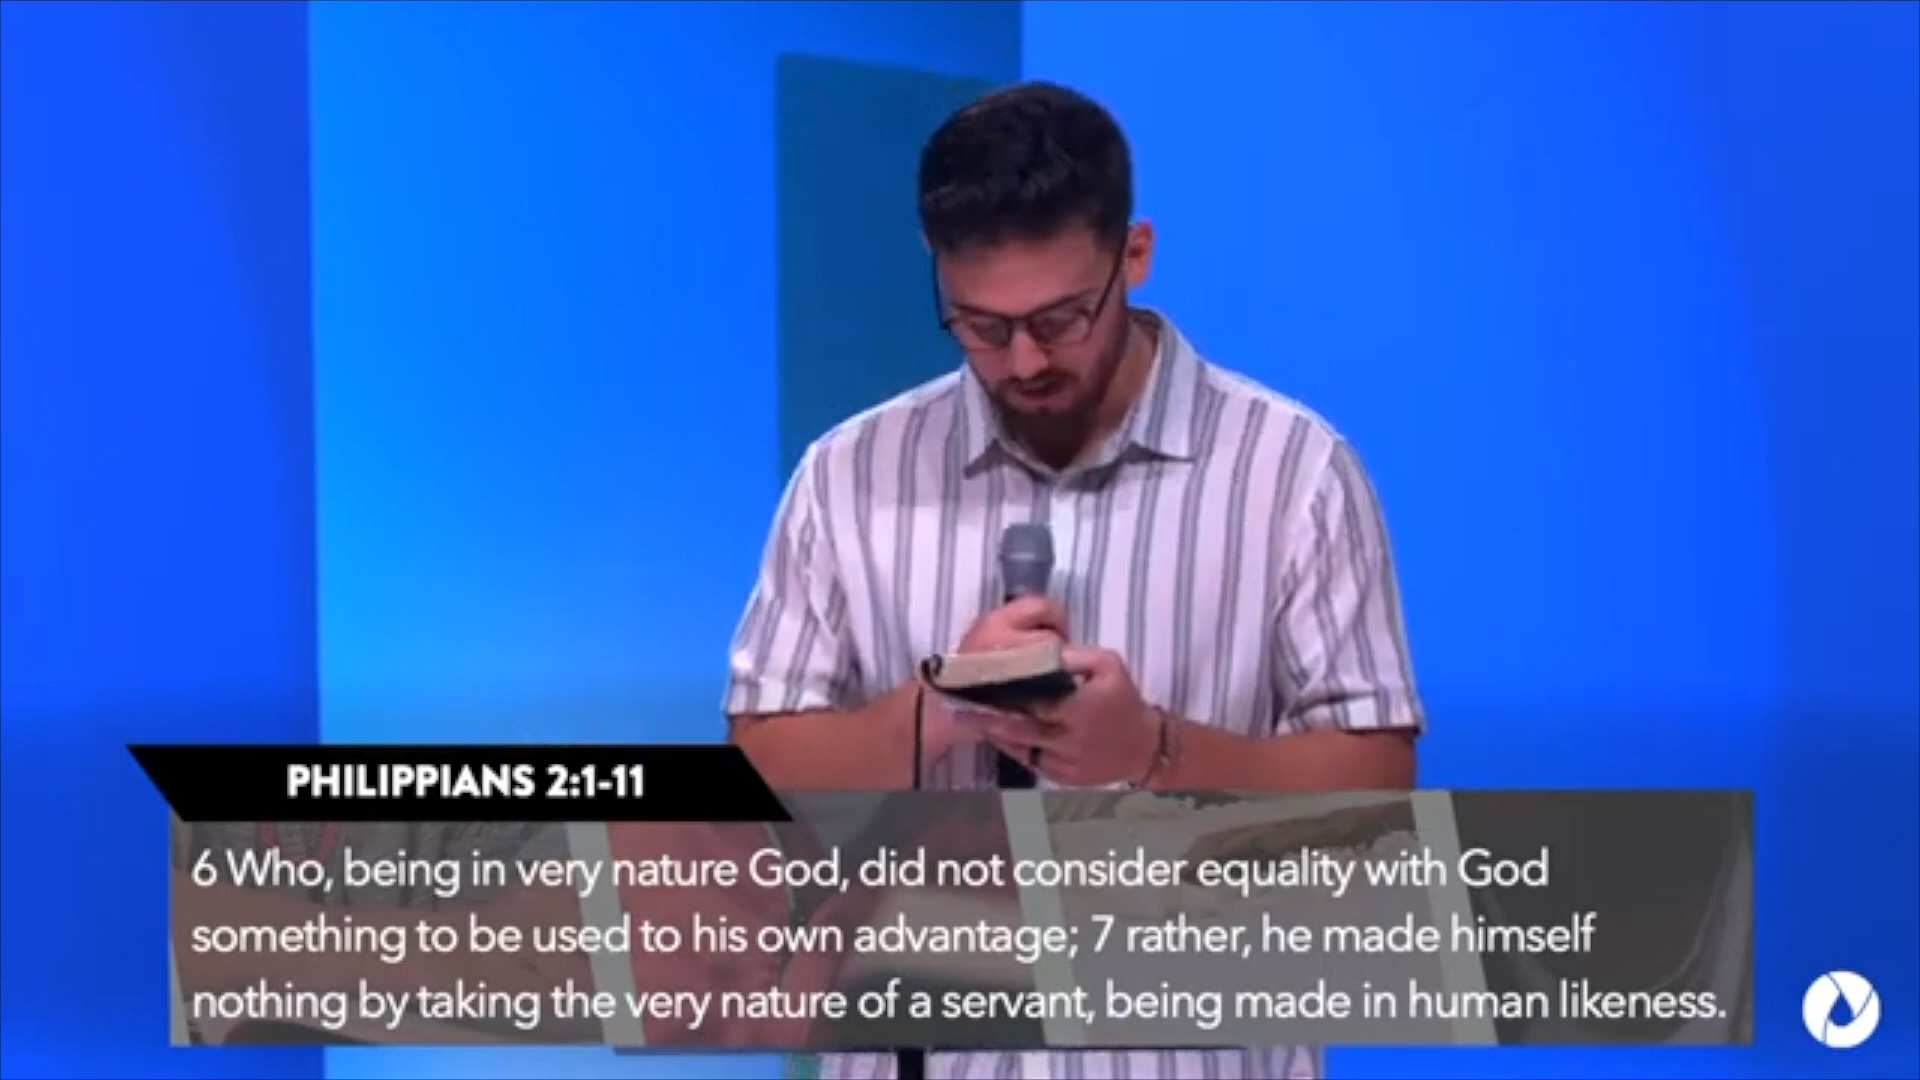 PHILIPPIANS 2:1-11
6 Who, being in very nature God, did not consider equality with God
something to be used to his own advantage; 7 rather, he made himself
nothing by taking the very nature of a servant, being made in human likeness.